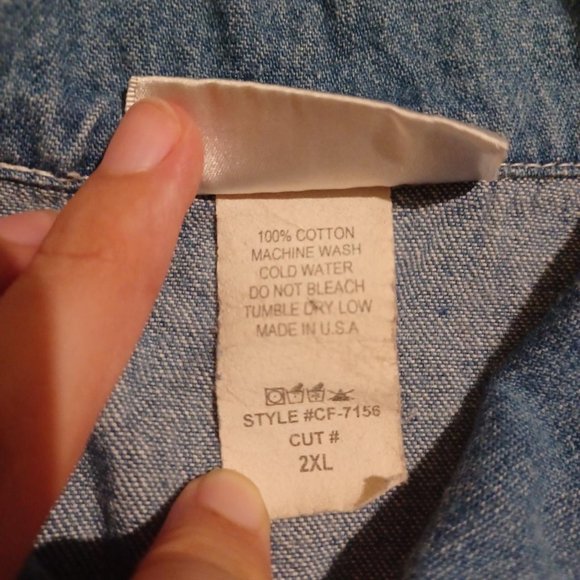 100% COTTON
MACHINE WASH
COLD WATER
DO NOT BLEACH
TUMBLE DRY LOW
MADE IN U.S.A
STYLE #CF-7156
CUT #
2XL